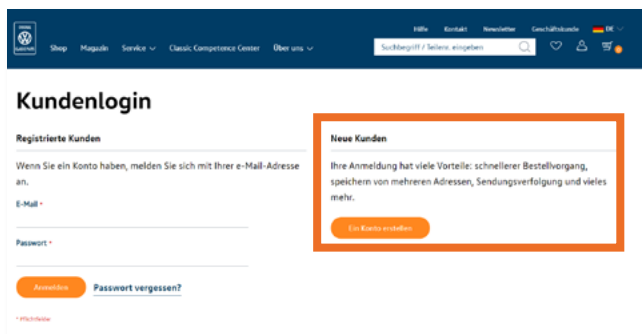 Hilfe Kontakt Newsletter Geschäftskunde DE
Shop Magazin Service Classic Competence Center Über uns
Suchbegriff / Teilenr. eingeben
Kundenlogin
Registrierte Kunden
Wenn Sie ein Konto haben, melden Sie sich mit Ihrer e-Mail-Adresse
an.
E-Mail *
Passwort *
Anmelden Passwort vergessen?
* Pflichtfelder
Neue Kunden
Ihre Anmeldung hat viele Vorteile: schnellerer Bestellvorgang,
speichern von mehreren Adressen, Sendungsverfolgung und vieles
mehr.
Ein Konto erstellen